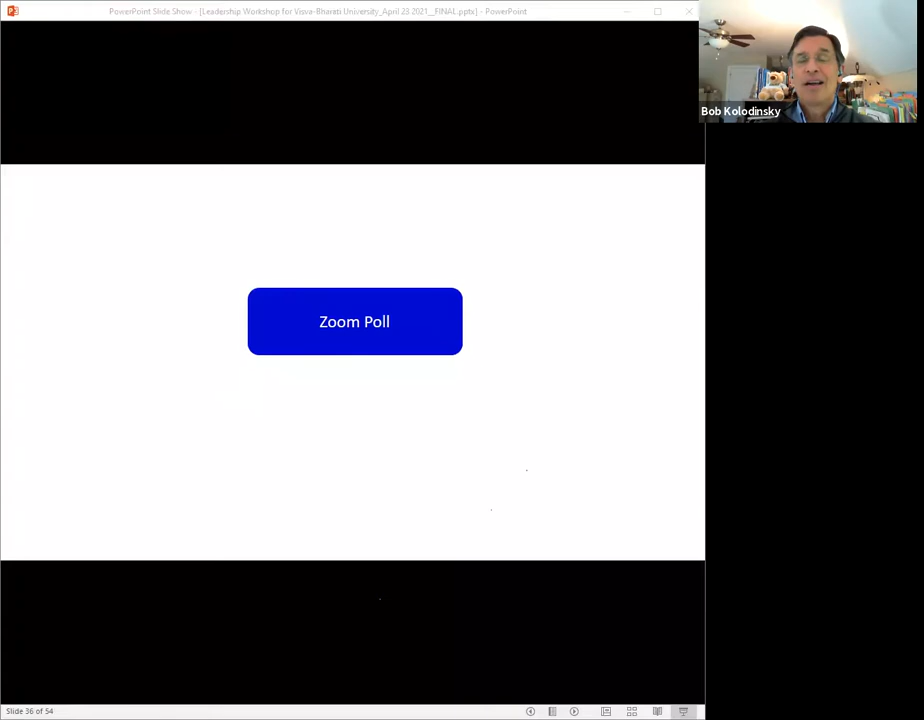 PowerPoint Slide Show - [Leadership Workshop for Visva-Bharati University_April 23 2021__FINAL.pptx] - PowerPoint
Bob Kolodinsky
Zoom Poll
Slide 36 of 54